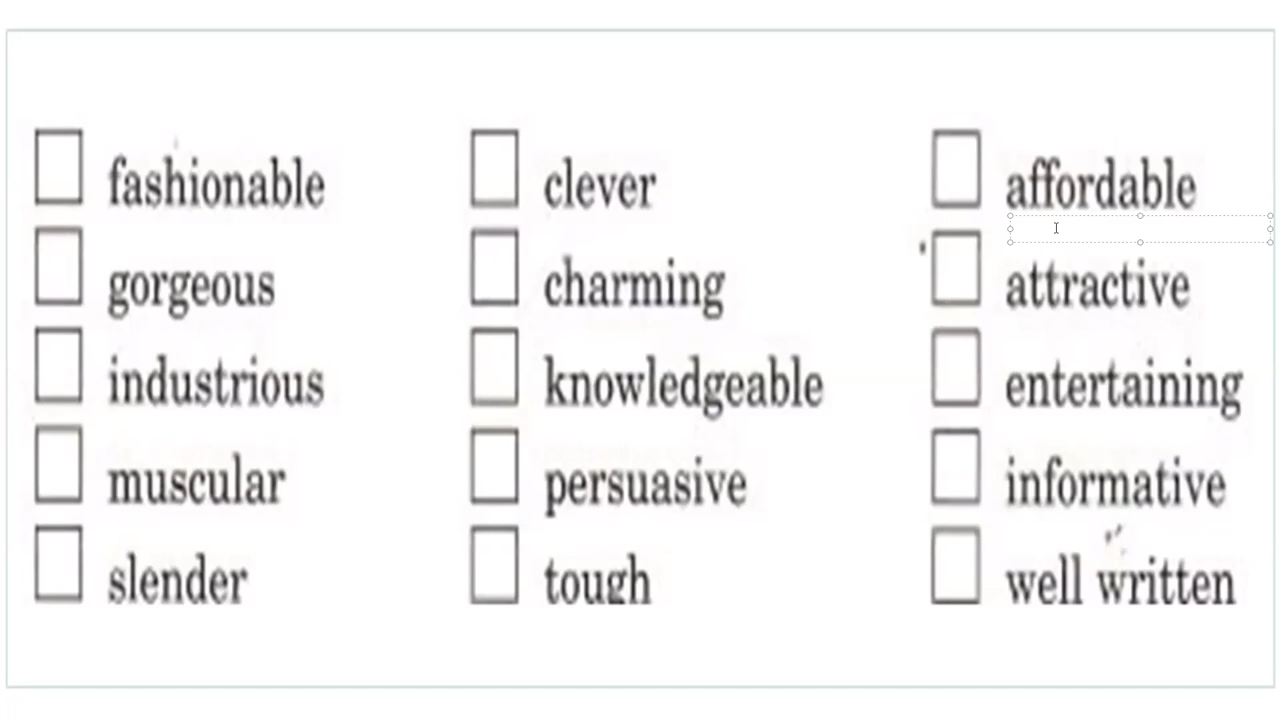 fashionable clever affordable
gorgeous charming attractive
industrious knowledgeable entertaining
muscular persuasive informative
slender tough well written